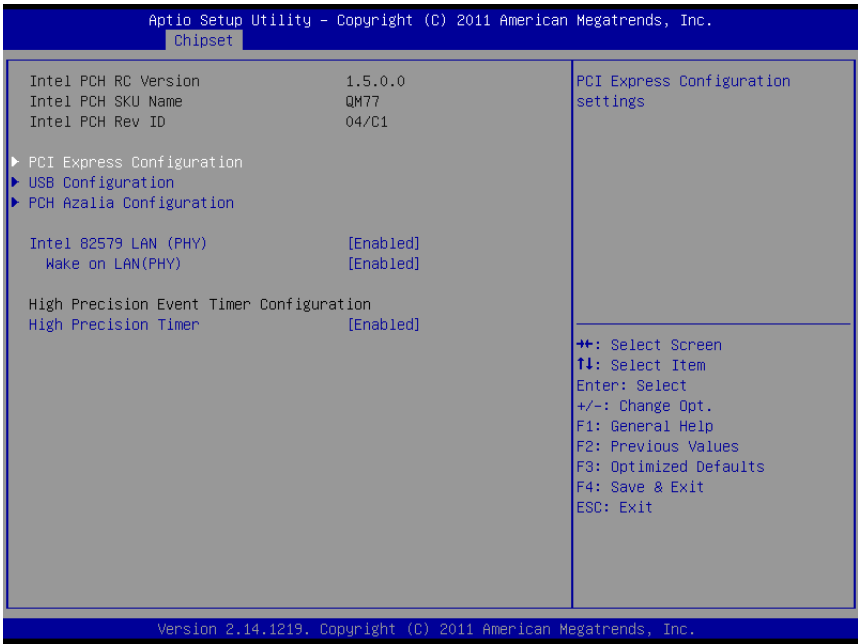 Aptio Setup Utility – Copyright (C) 2011 American Megatrends, Inc.
Chipset
Intel PCH RC Version 1.5.0.0
Intel PCH SKU Name QM77
Intel PCH Rev ID 04/C1
PCI Express Configuration
USB Configuration
PCH Azalia Configuration
Intel 82579 LAN (PHY) [Enabled]
Wake on LAN(PHY) [Enabled]
High Precision Event Timer Configuration
High Precision Timer [Enabled]
PCI Express Configuration
settings
→←: Select Screen
↑↓: Select Item
Enter: Select
+/-: Change Opt.
F1: General Help
F2: Previous Values
F3: Optimized Defaults
F4: Save & Exit
ESC: Exit
Version 2.14.1219. Copyright (C) 2011 American Megatrends, Inc.